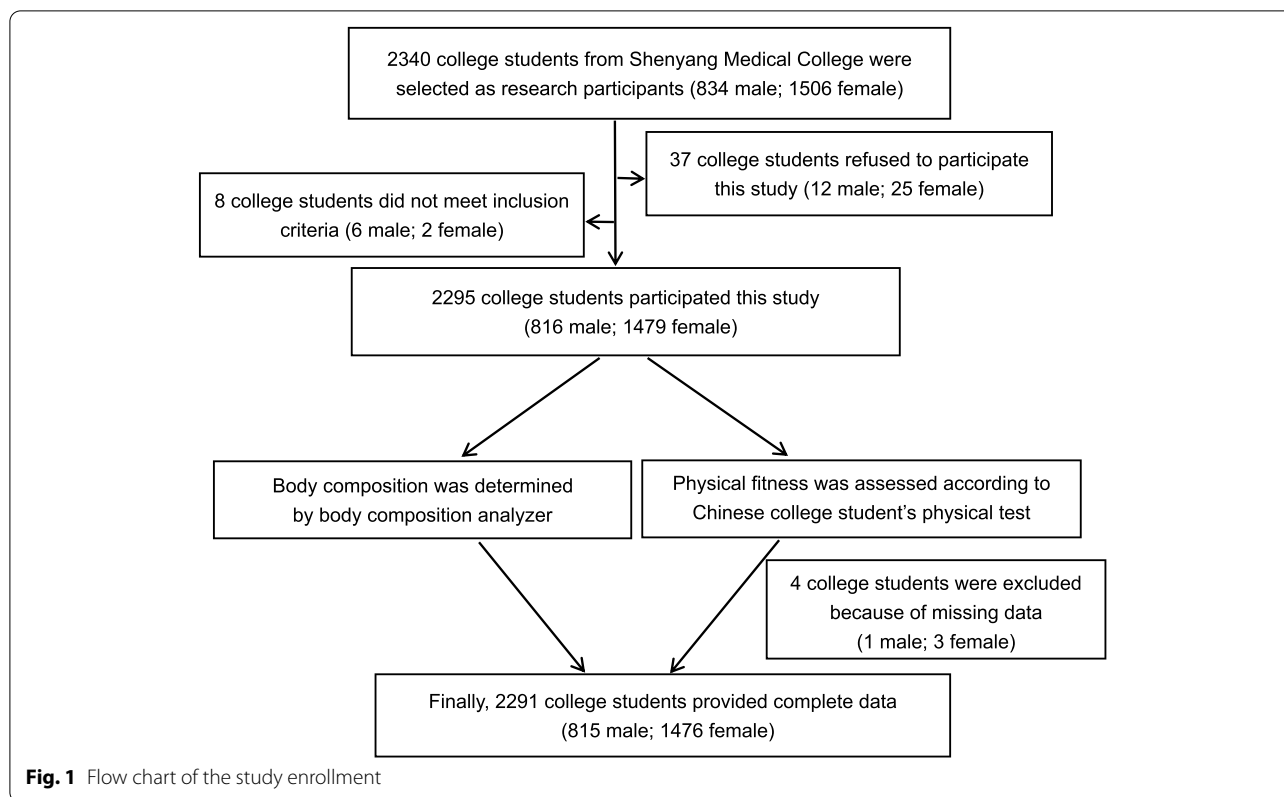 2340 college students from Shenyang Medical College were
selected as research participants (834 male; 1506 female)
37 college students refused to participate
this study (12 male; 25 female)
8 college students did not meet inclusion
criteria (6 male; 2 female)
2295 college students participated this study
(816 male; 1479 female)
Body composition was determined
by body composition analyzer
Physical fitness was assessed according to
Chinese college student’s physical test
4 college students were excluded
because of missing data
(1 male; 3 female)
Finally, 2291 college students provided complete data
(815 male; 1476 female)
Fig. 1 Flow chart of the study enrollment